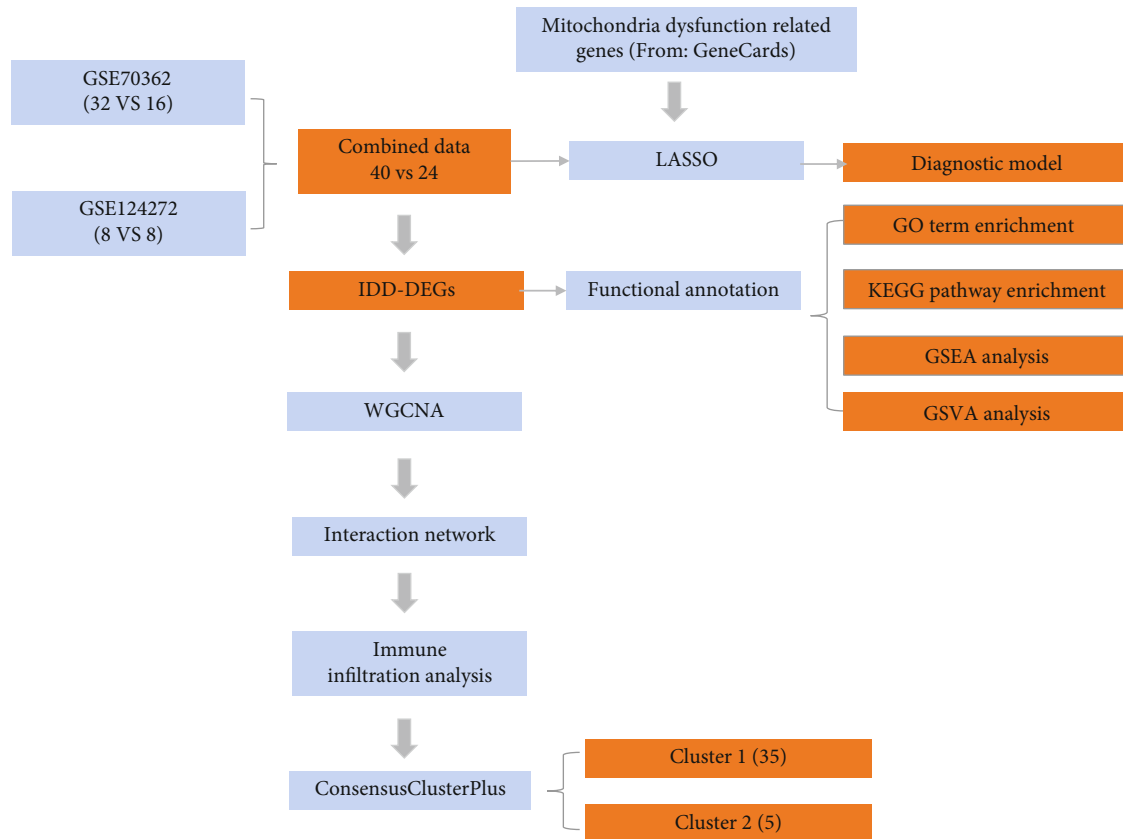 Mitochondria dysfunction related
genes (From: GeneCards)
GSE70362
(32 VS 16)
GSE124272
(8 VS 8)
Combined data
40 vs 24
LASSO
Diagnostic model
IDD-DEGs
Functional annotation
GO term enrichment
KEGG pathway enrichment
GSEA analysis
GSVA analysis
WGCNA
Interaction network
Immune
infiltration analysis
ConsensusClusterPlus
Cluster 1 (35)
Cluster 2 (5)